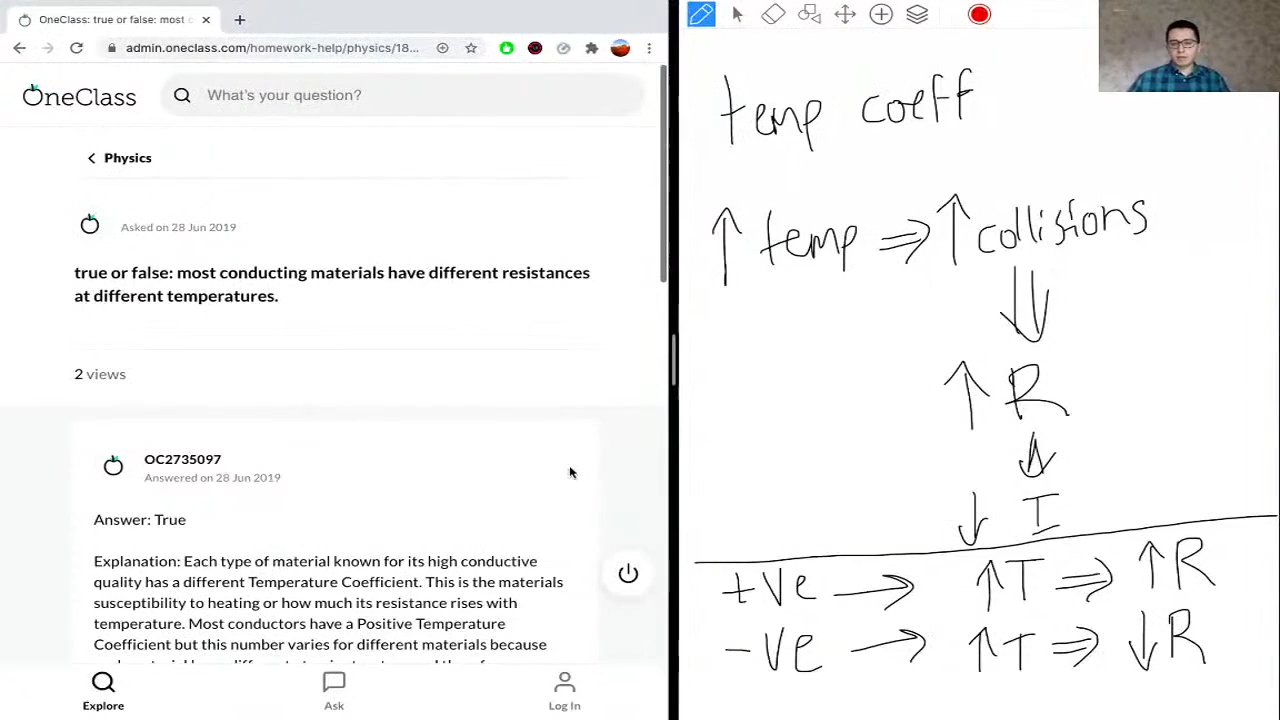 OneClass: true or false: most c
admin.oneclass.com/homework-help/physics/18...
OneClass
What's your question?
Physics
Asked on 28 Jun 2019
true or false: most conducting materials have different resistances
at different temperatures.
2 views
OC2735097
Answered on 28 Jun 2019
Answer: True
Explanation: Each type of material known for its high conductive
quality has a different Temperature Coefficient. This is the materials
susceptibility to heating or how much its resistance rises with
temperature. Most conductors have a Positive Temperature
Coefficient but this number varies for different materials because
Explore
Ask
Log In
temp coeff
↑ temp ⇒ ↑ collisions
⇓
↑ R
↓
↓ I
+ve → ↑T ⇒ ↑R
-ve → ↑T ⇒ ↓R